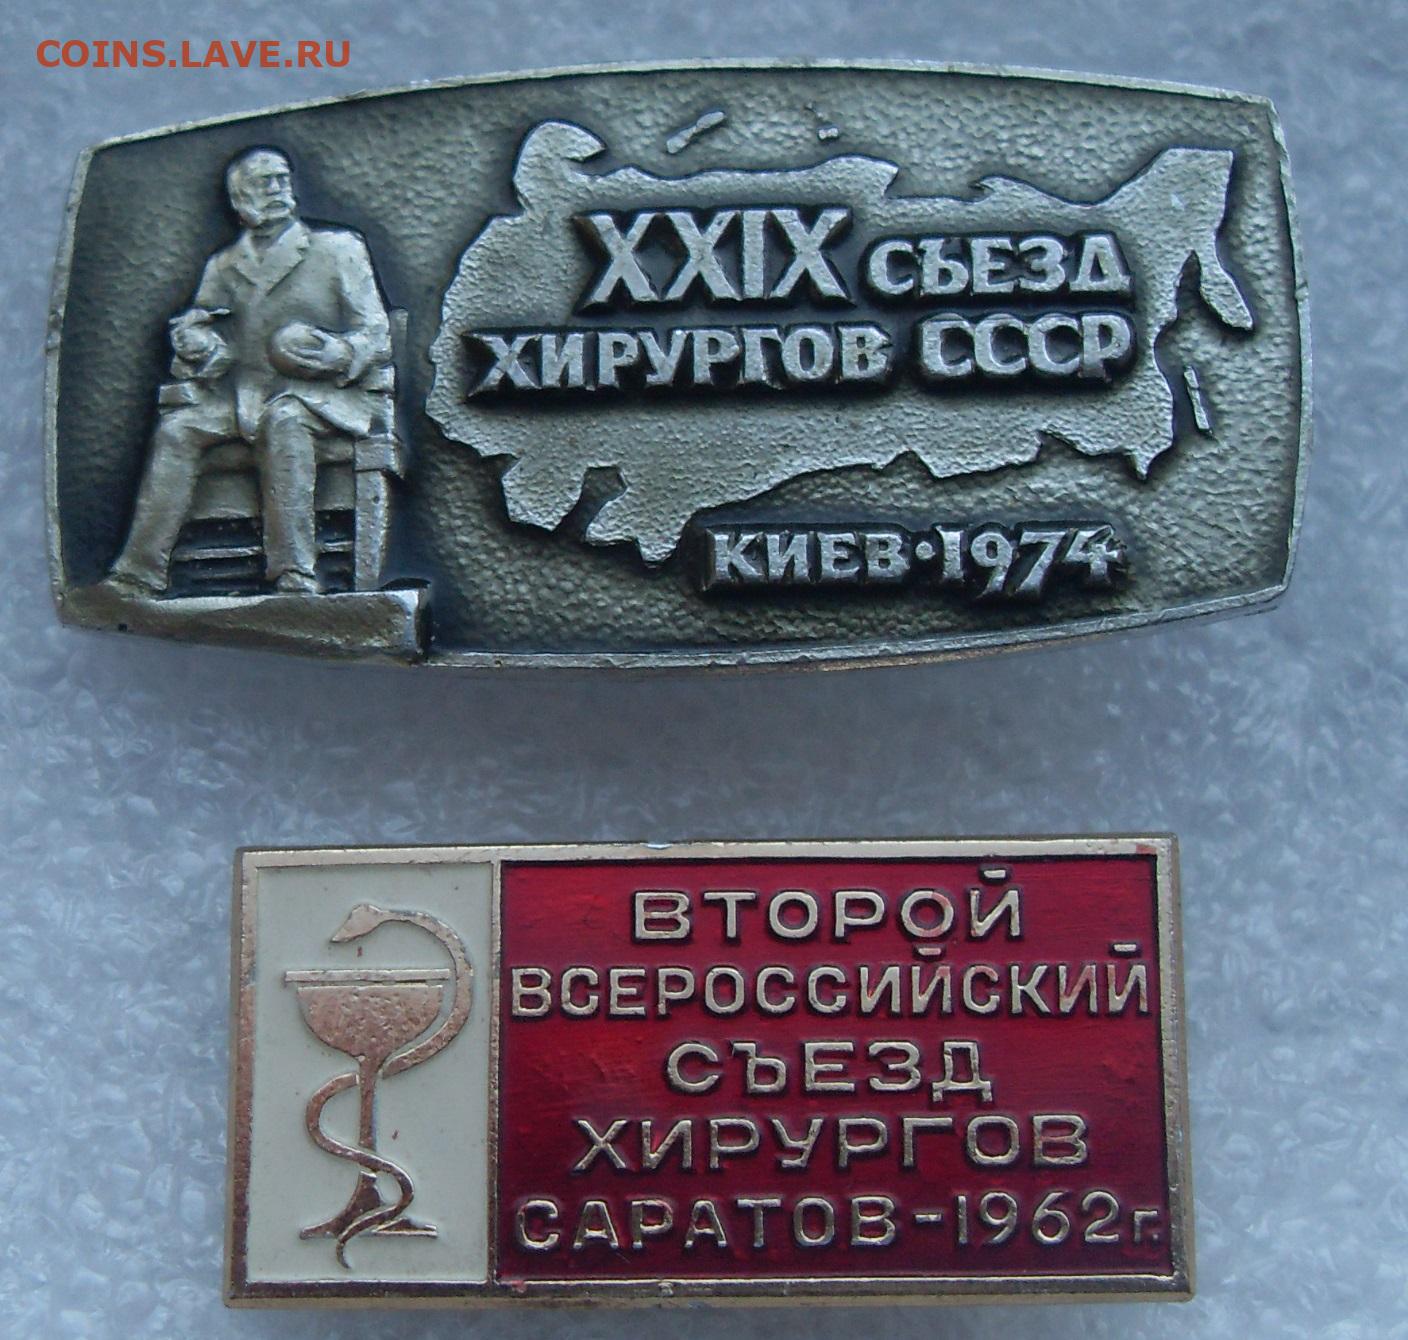 COINS.LAVE.RU
XXIX СЪЕЗД
ХИРУРГОВ СССР
КИЕВ·1974
ВТОРОЙ
ВСЕРОССИЙСКИЙ
СЪЕЗД
ХИРУРГОВ
САРАТОВ-1962г.